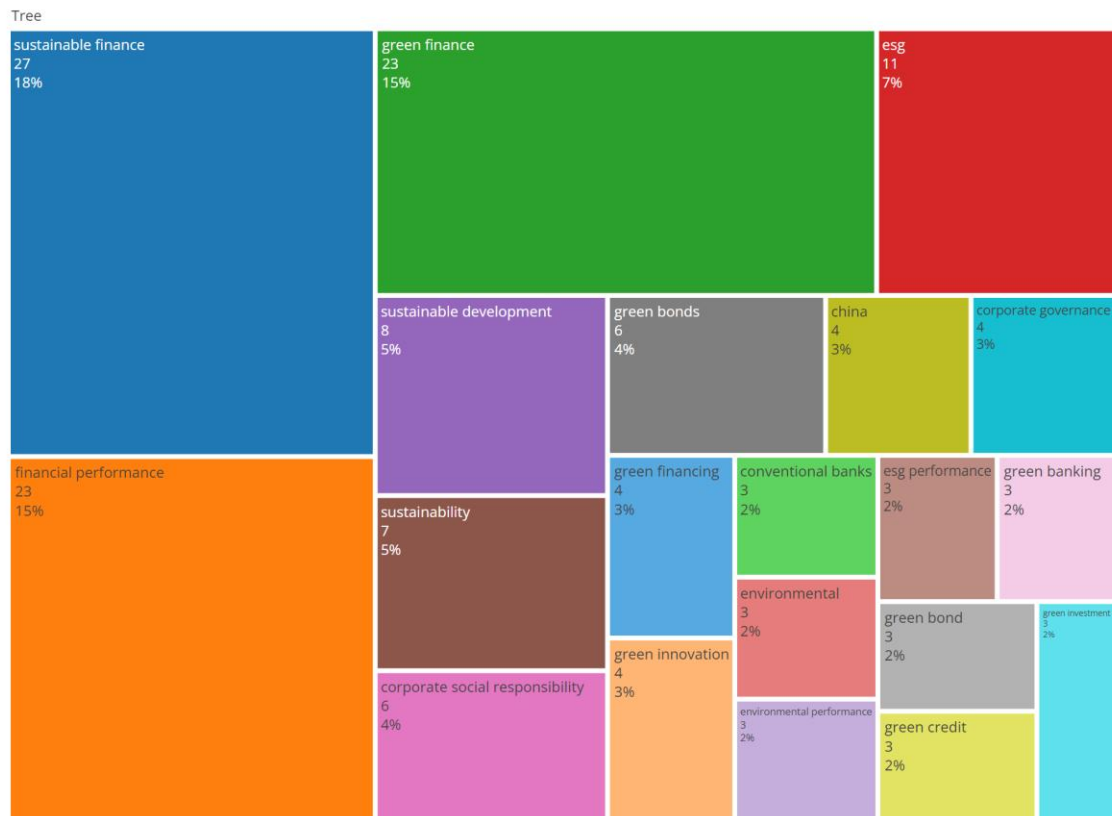 Tree
sustainable finance
27
18%
green finance
23
15%
esg
11
7%
financial performance
23
15%
sustainable development
8
5%
green bonds
6
4%
china
4
3%
corporate governance
4
3%
sustainability
7
5%
corporate social responsibility
6
4%
green financing
4
3%
green innovation
4
3%
conventional banks
3
2%
environmental
3
2%
environmental performance
3
2%
esg performance
3
2%
green banking
3
2%
green bond
3
2%
green credit
3
2%
green investment
3
2%